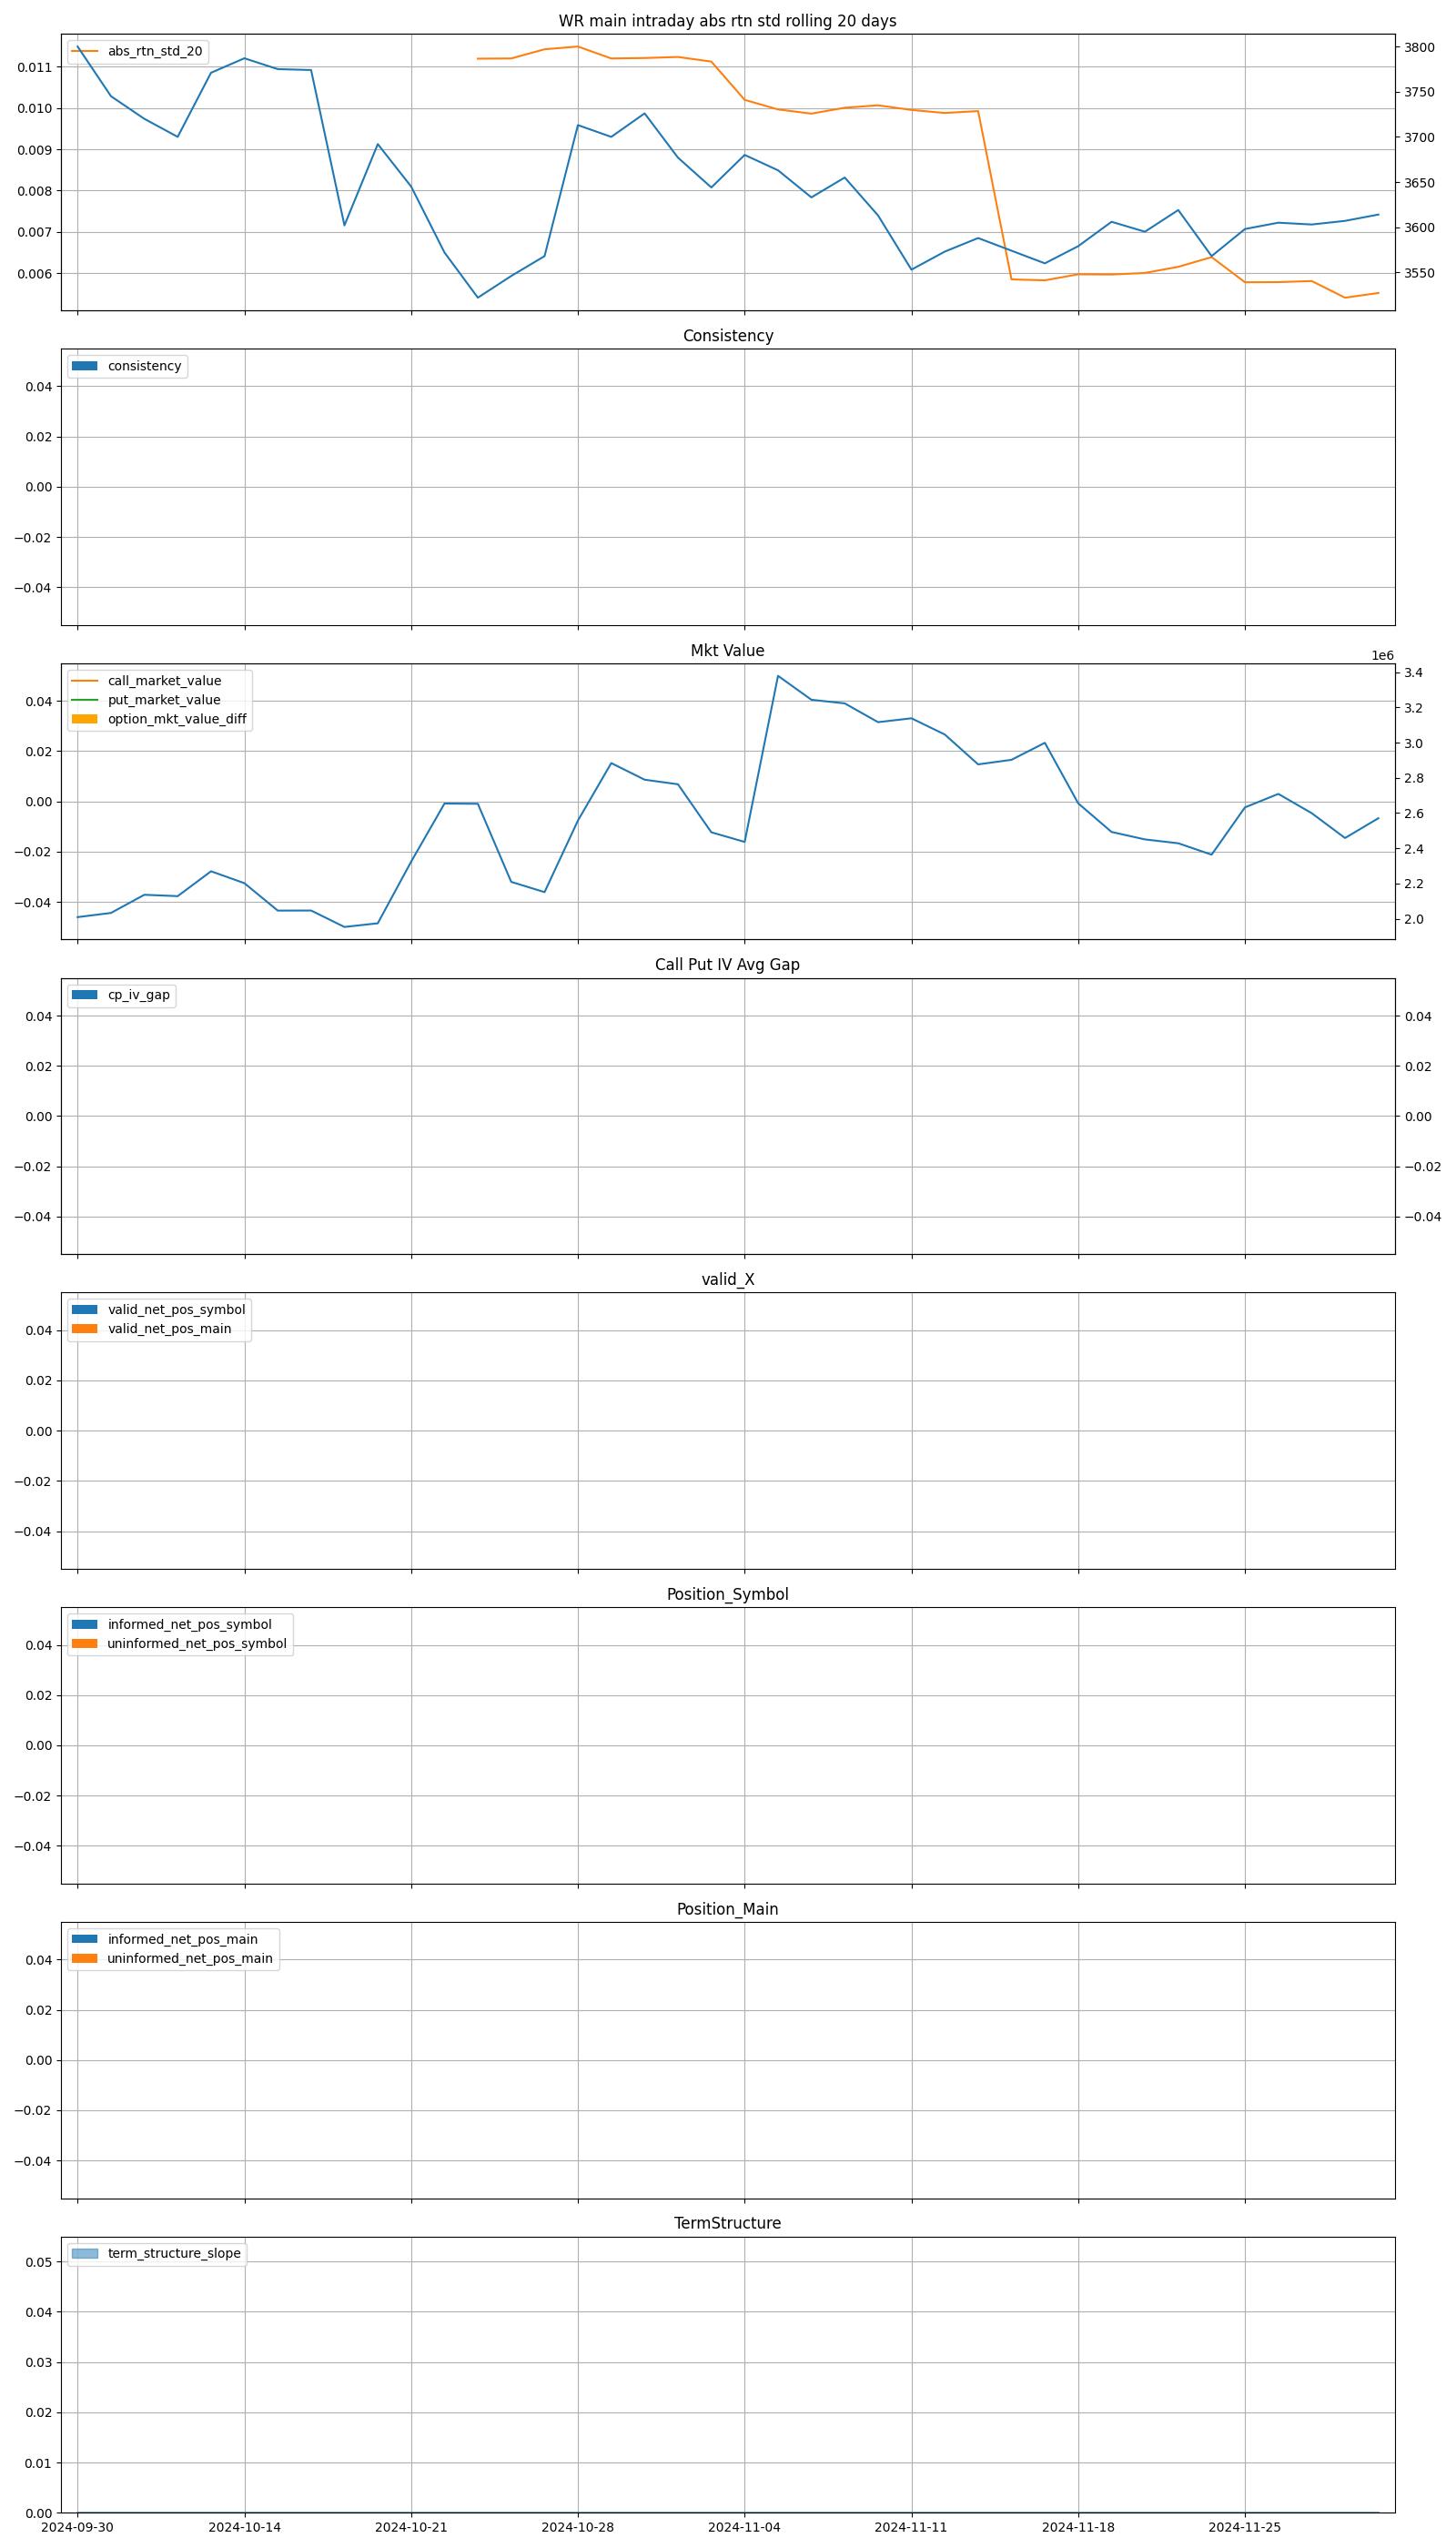 WR main intraday abs rtn std rolling 20 days
abs_rtn_std_20
0.011
0.010
0.009
0.008
0.007
0.006
3800
3750
3700
3650
3600
3550
Consistency
consistency
0.04
0.02
0.00
−0.02
−0.04
Mkt Value
1e6
call_market_value
put_market_value
option_mkt_value_diff
0.04
0.02
0.00
−0.02
−0.04
3.4
3.2
3.0
2.8
2.6
2.4
2.2
2.0
Call Put IV Avg Gap
cp_iv_gap
0.04
0.02
0.00
−0.02
−0.04
0.04
0.02
0.00
−0.02
−0.04
valid_X
valid_net_pos_symbol
valid_net_pos_main
0.04
0.02
0.00
−0.02
−0.04
Position_Symbol
informed_net_pos_symbol
uninformed_net_pos_symbol
0.04
0.02
0.00
−0.02
−0.04
Position_Main
informed_net_pos_main
uninformed_net_pos_main
0.04
0.02
0.00
−0.02
−0.04
TermStructure
term_structure_slope
0.05
0.04
0.03
0.02
0.01
0.00
2024-09-30 2024-10-14 2024-10-21 2024-10-28 2024-11-04 2024-11-11 2024-11-18 2024-11-25